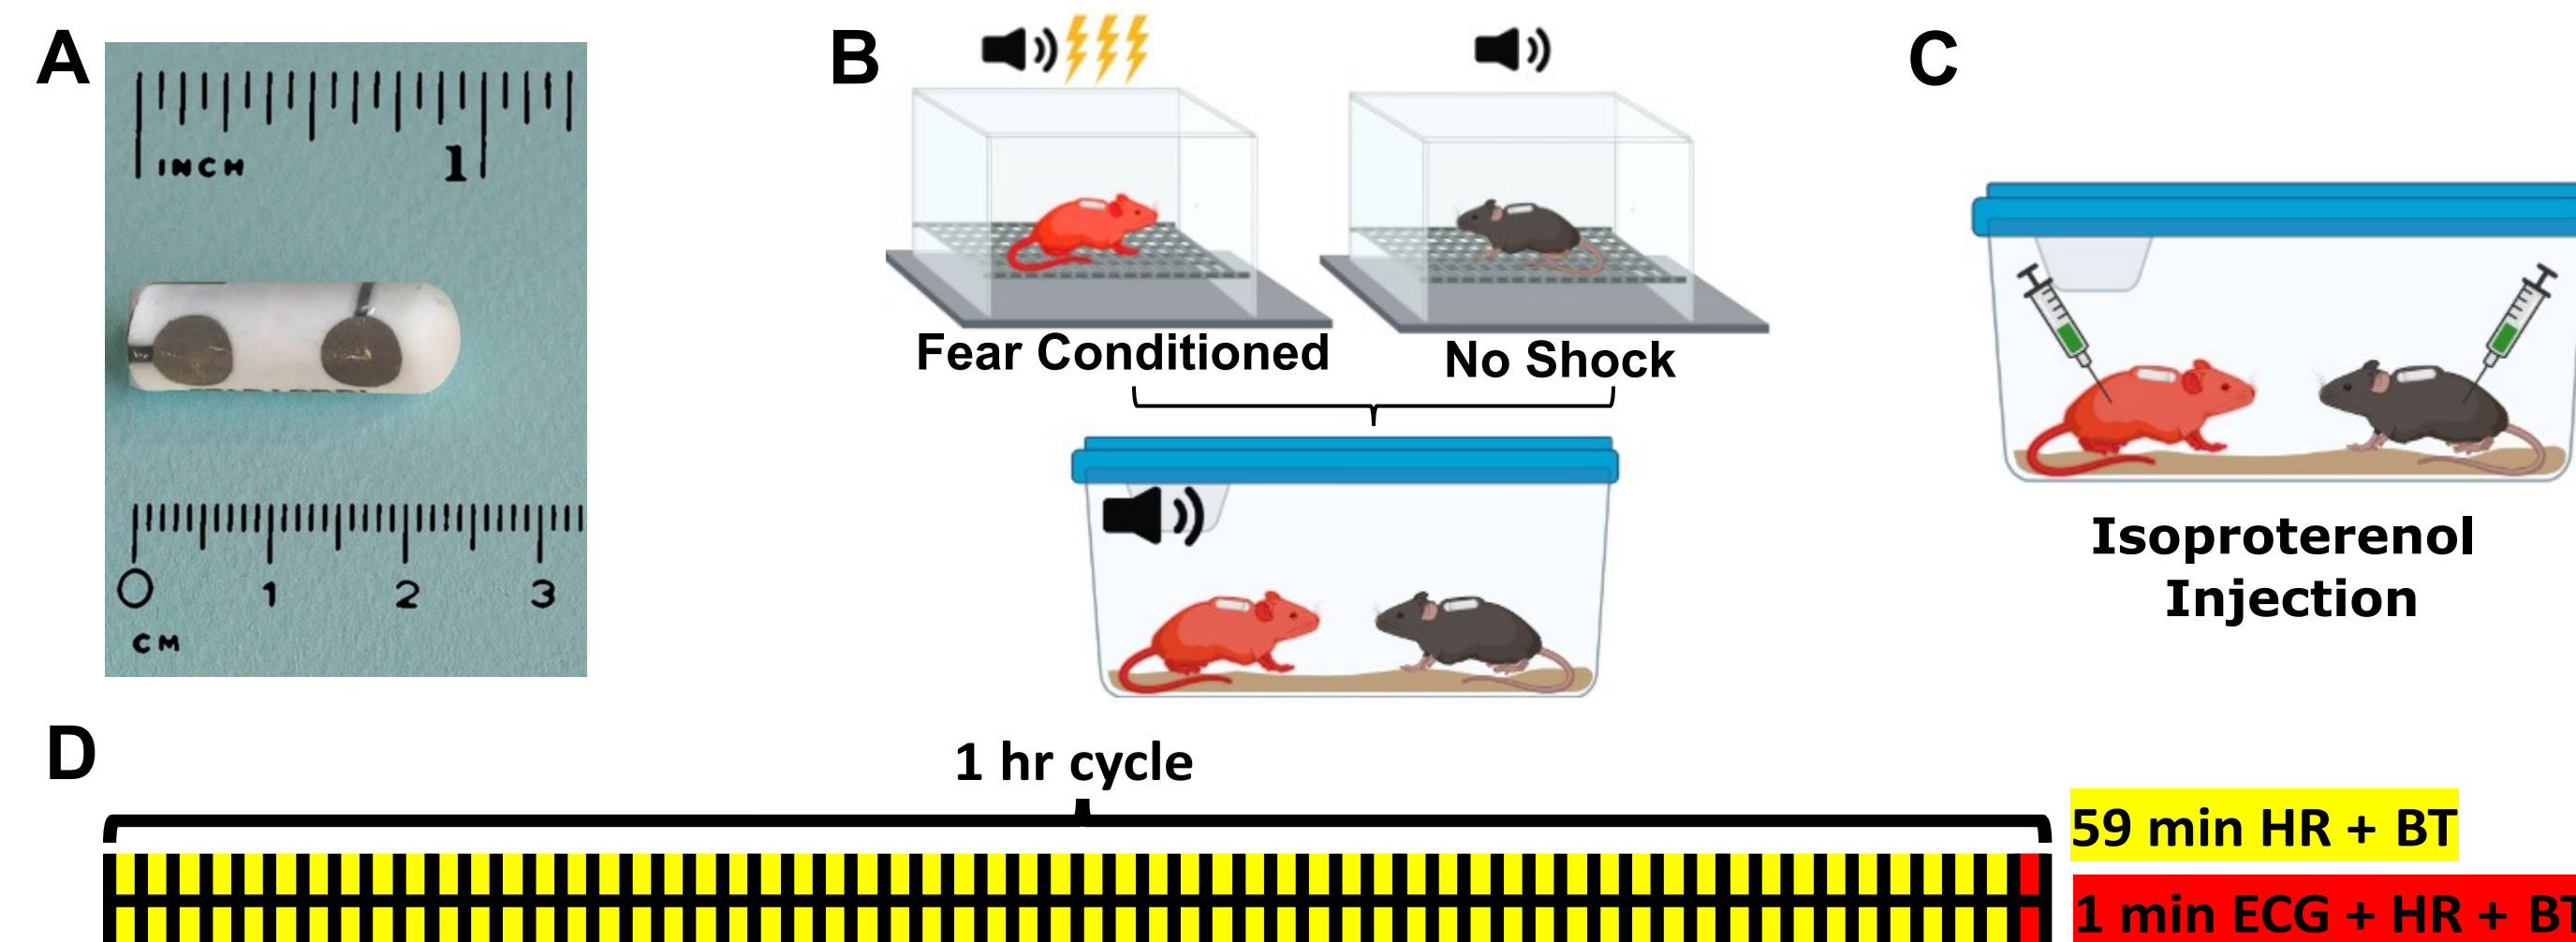 A
INCH
1
0 1 2 3
CM
B
Fear Conditioned
No Shock
C
Isoproterenol
Injection
D
1 hr cycle
59 min HR + BT
1 min ECG + HR + BT